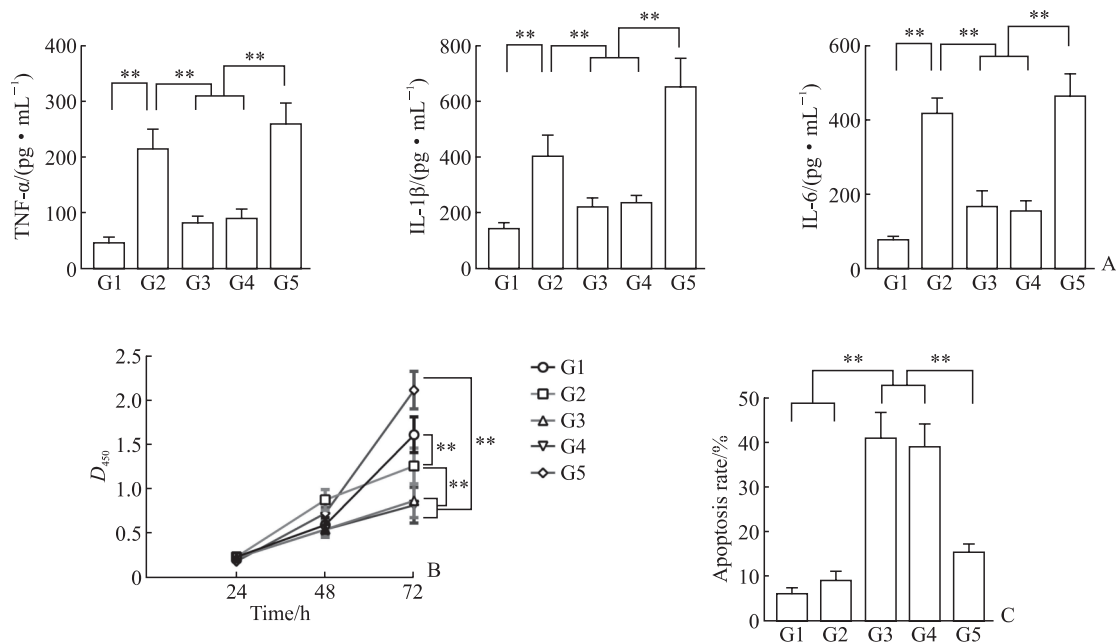 ** ** **
400
300
200
100
0
TNF-α/(pg • mL⁻¹)
G1 G2 G3 G4 G5
** ** **
800
600
400
200
0
IL-1β/(pg • mL⁻¹)
G1 G2 G3 G4 G5
** ** **
600
400
200
0
IL-6/(pg • mL⁻¹)
G1 G2 G3 G4 G5
A
2.5
2.0
1.5
1.0
0.5
0
D₄₅₀
24 48 72
Time/h
** ** **
G1
G2
G3
G4
G5
B
** **
50
40
30
20
10
0
Apoptosis rate/%
G1 G2 G3 G4 G5
C